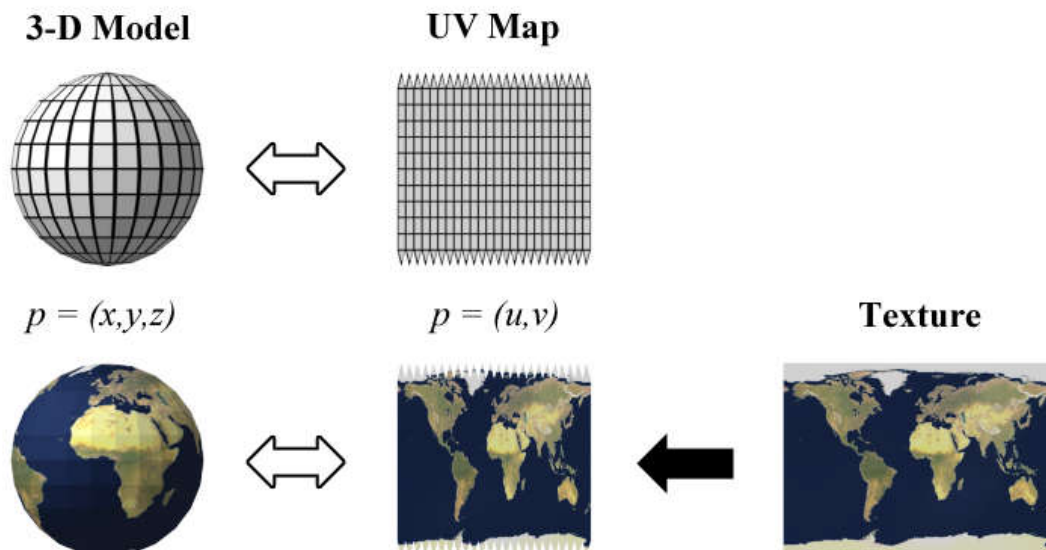 3-D Model
UV Map
p = (x,y,z)
p = (u,v)
Texture